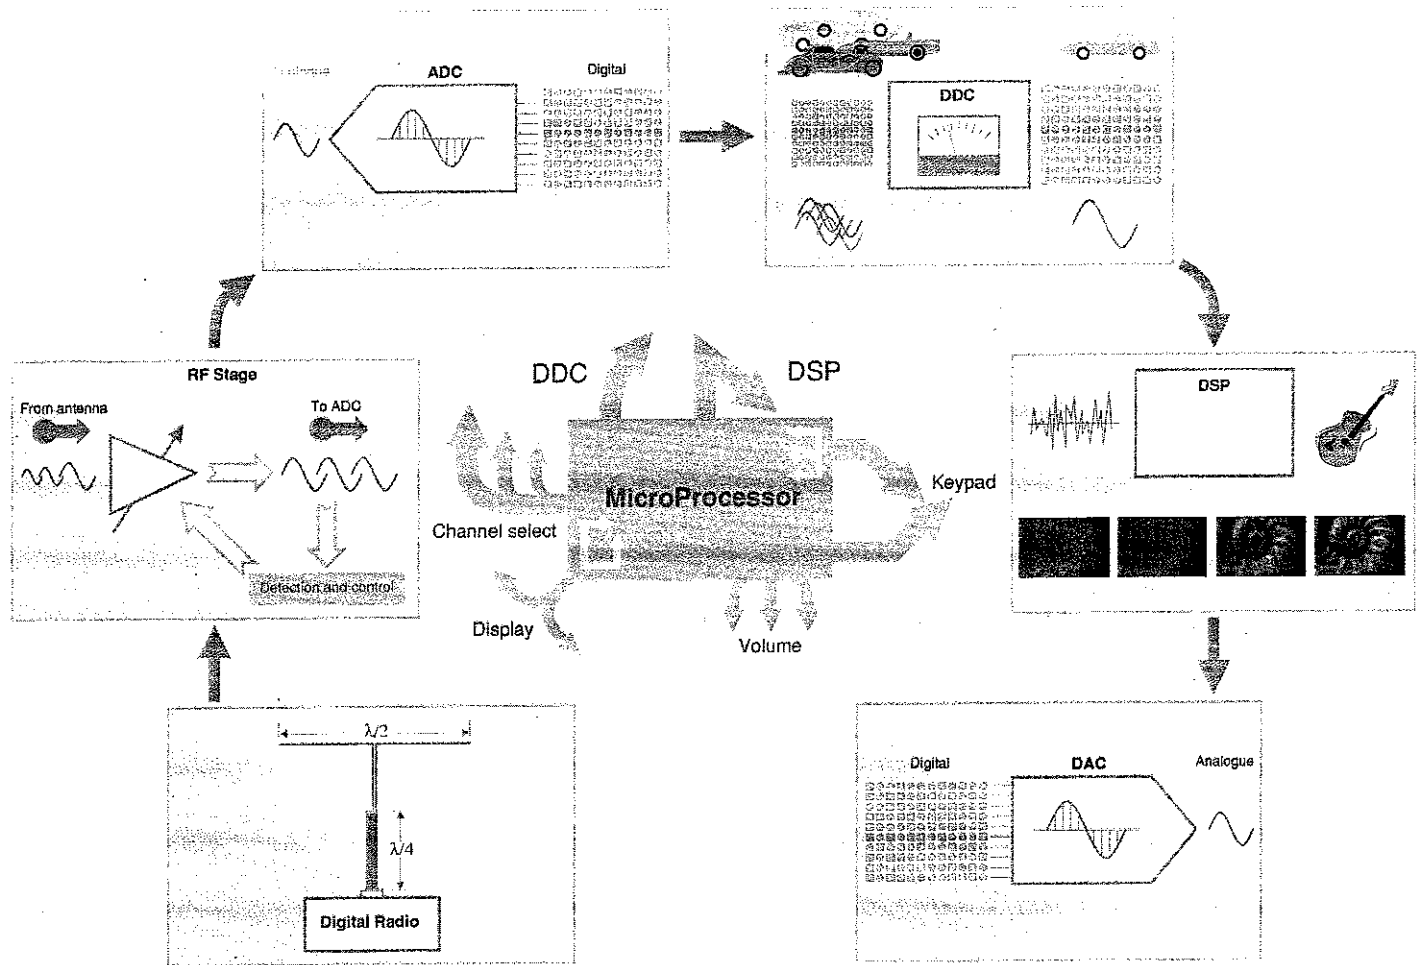 ADC
Digital
DDC
RF Stage
From antenna
To ADC
Detection and control
DDC
DSP
MicroProcessor
Channel select
Keypad
Display
Volume
DSP
λ/2
λ/4
Digital Radio
Digital
DAC
Analogue